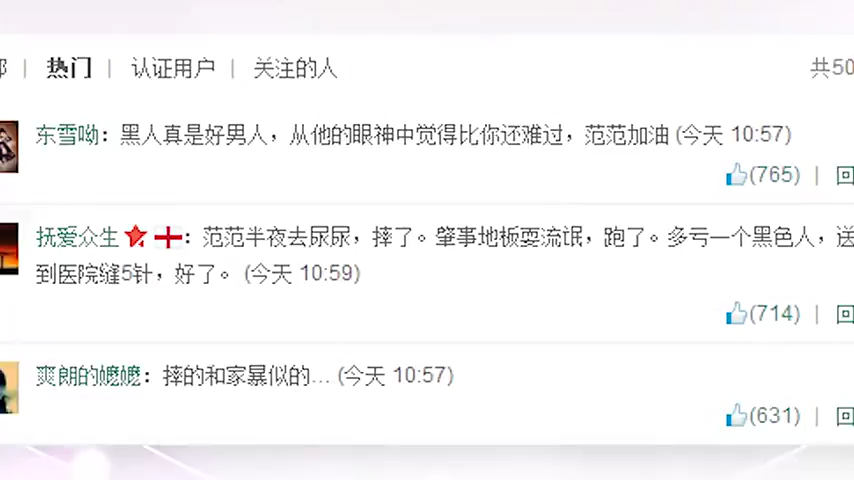 部 | 热门 | 认证用户 | 关注的人 共50
东雪呦：黑人真是好男人，从他的眼神中觉得比你还难过，范范加油 (今天 10:57)
(765) | 回
抚爱众生：范范半夜去尿尿，摔了。肇事地板耍流氓，跑了。多亏一个黑色人，送
到医院缝5针，好了。 (今天 10:59)
(714) | 回
爽朗的嬷嬷：摔的和家暴似的... (今天 10:57)
(631) | 回